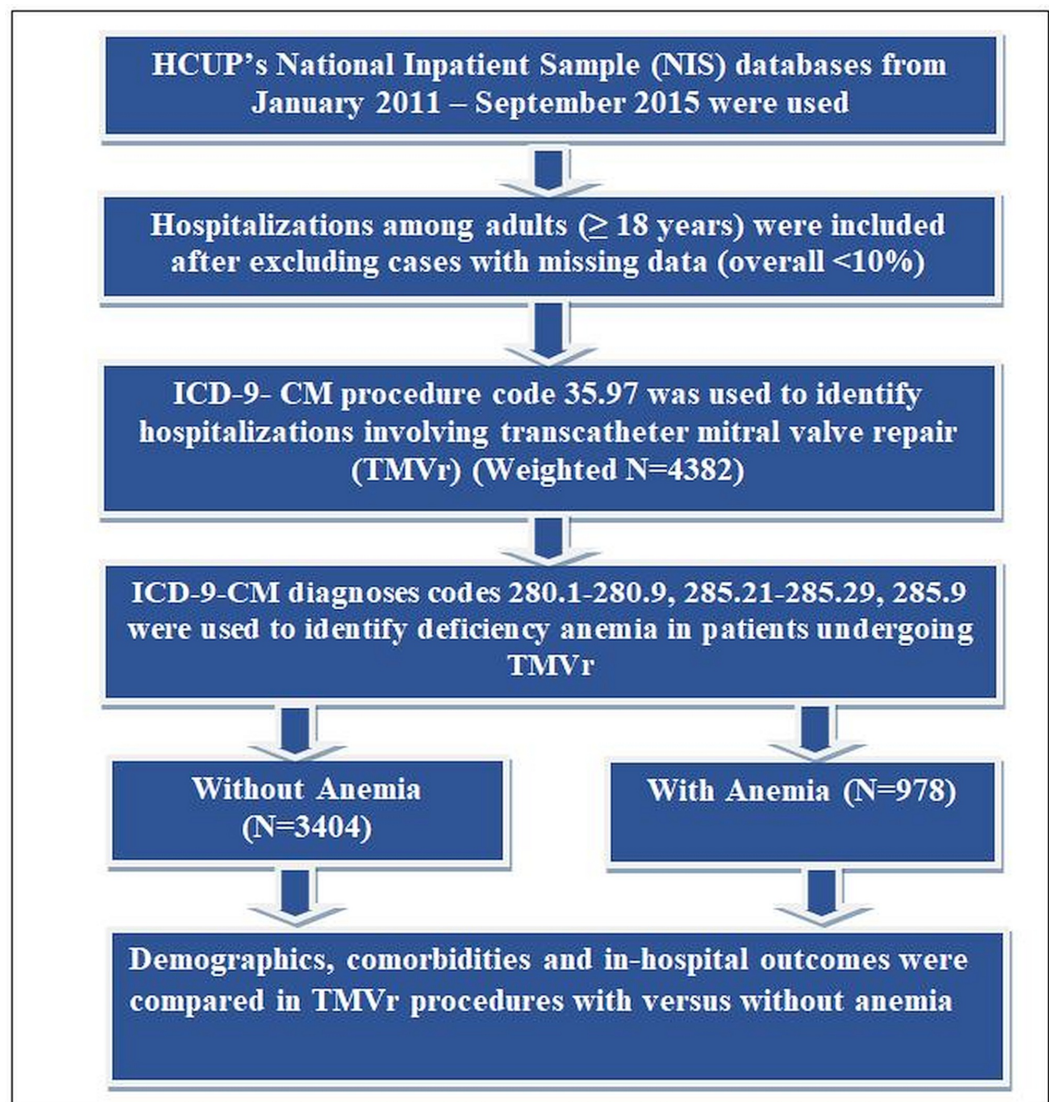 HCUP's National Inpatient Sample (NIS) databases from
January 2011 – September 2015 were used
Hospitalizations among adults (≥ 18 years) were included
after excluding cases with missing data (overall <10%)
ICD-9- CM procedure code 35.97 was used to identify
hospitalizations involving transcatheter mitral valve repair
(TMVr) (Weighted N=4382)
ICD-9-CM diagnoses codes 280.1-280.9, 285.21-285.29, 285.9
were used to identify deficiency anemia in patients undergoing
TMVr
Without Anemia
(N=3404)
With Anemia (N=978)
Demographics, comorbidities and in-hospital outcomes were
compared in TMVr procedures with versus without anemia